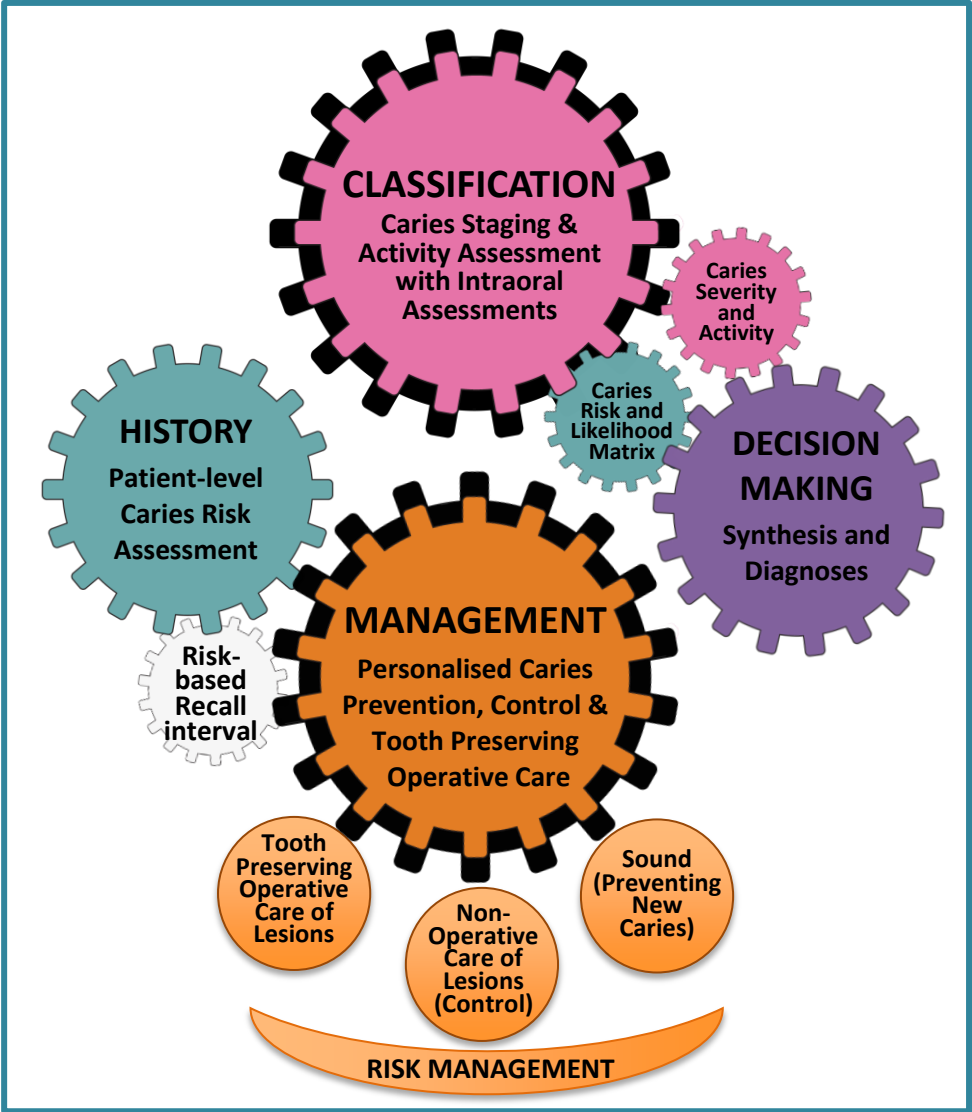 CLASSIFICATION
Caries Staging &
Activity Assessment
with Intraoral
Assessments
Caries
Severity
and
Activity
Caries
Risk and
Likelihood
Matrix
HISTORY
Patient-level
Caries Risk
Assessment
DECISION
MAKING
Synthesis and
Diagnoses
MANAGEMENT
Personalised Caries
Prevention, Control &
Tooth Preserving
Operative Care
Risk-
based
Recall
interval
Tooth
Preserving
Operative
Care of
Lesions
Non-
Operative
Care of
Lesions
(Control)
Sound
(Preventing
New
Caries)
RISK MANAGEMENT